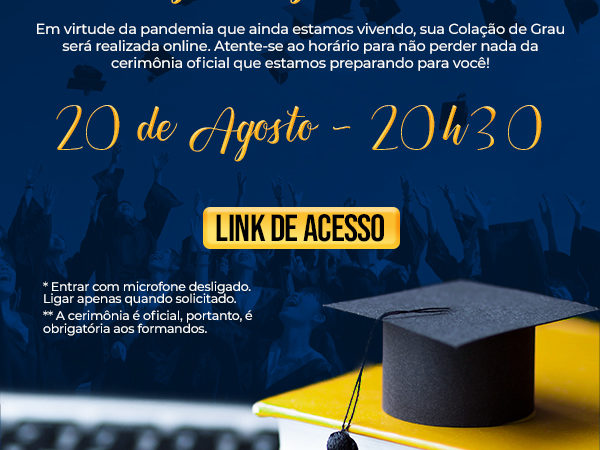 Em virtude da pandemia que ainda estamos vivendo, sua Colação de Grau
será realizada online. Atente-se ao horário para não perder nada da
cerimônia oficial que estamos preparando para você!
20 de Agosto - 20h30
LINK DE ACESSO
* Entrar com microfone desligado.
Ligar apenas quando solicitado.
** A cerimônia é oficial, portanto, é
obrigatória aos formandos.